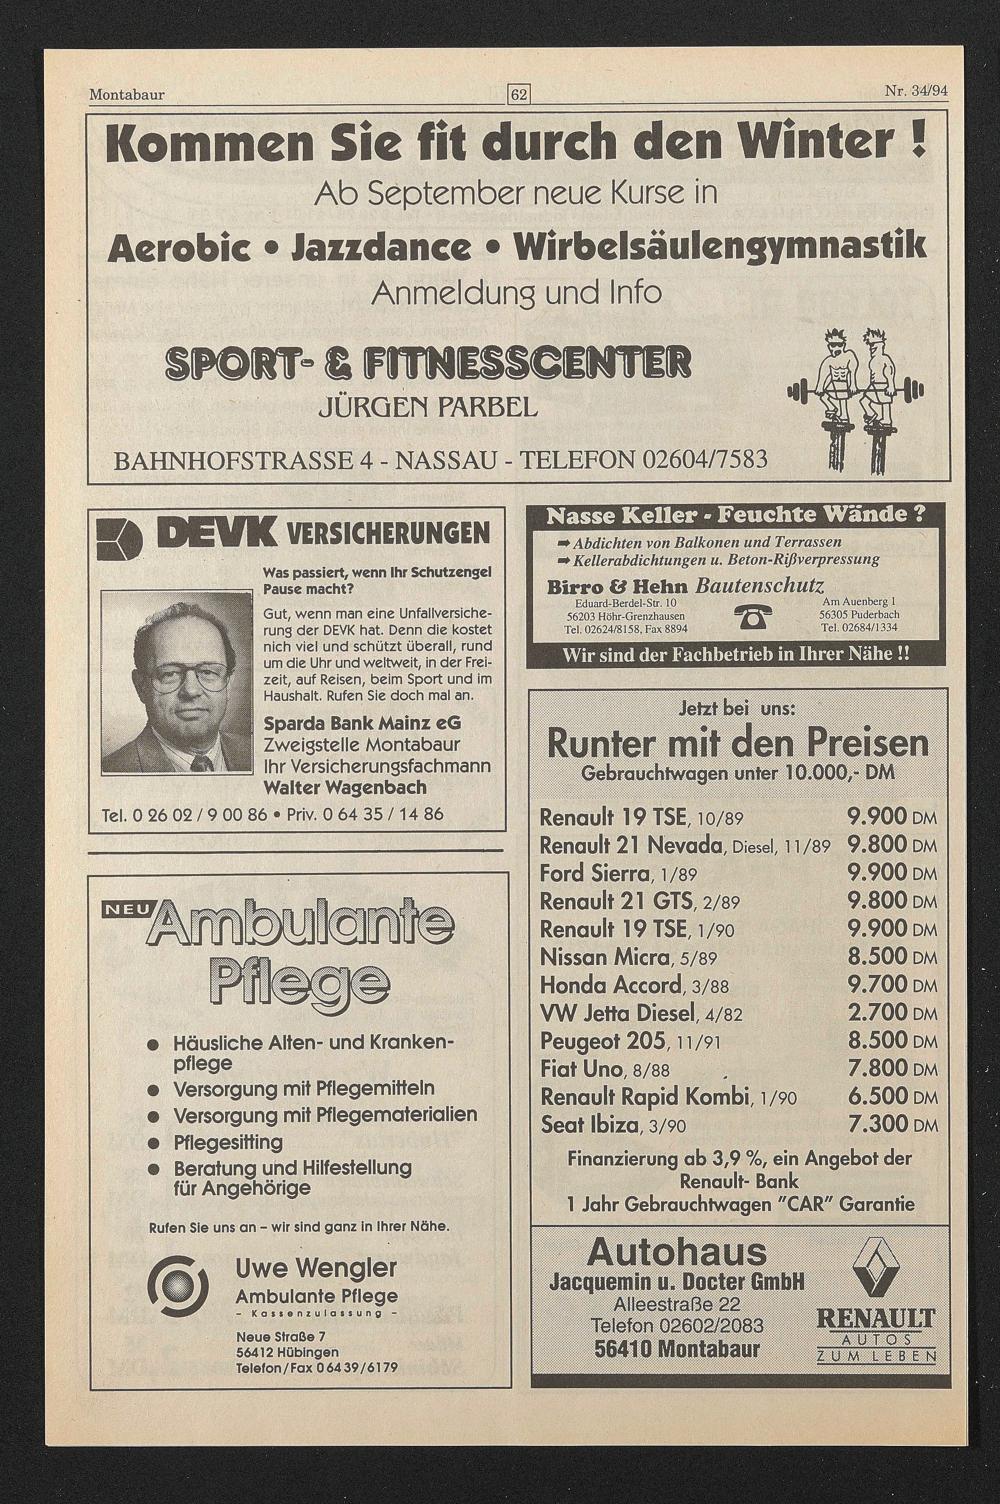 Montabaur
62
Nr. 34/94
Kommen Sie fit durch den Winter !
Ab September neue Kurse in
Aerobic • Jazzdance • Wirbelsäulengymnastik
Anmeldung und Info
SPORT- & FITNESSCENTER
JÜRGEN PARBEL
BAHNHOFSTRASSE 4 - NASSAU - TELEFON 02604/7583
DEVK VERSICHERUNGEN
Was passiert, wenn Ihr Schutzengel
Pause macht?
Gut, wenn man eine Unfallversiche-
rung der DEVK hat. Denn die kostet
nich viel und schützt überall, rund
um die Uhr und weltweit, in der Frei-
zeit, auf Reisen, beim Sport und im
Haushalt. Rufen Sie doch mal an.
Sparda Bank Mainz eG
Zweigstelle Montabaur
Ihr Versicherungsfachmann
Walter Wagenbach
Tel. 0 26 02 / 9 00 86 • Priv. 0 64 35 / 14 86
NEU Ambulante
Pflege
● Häusliche Alten- und Kranken-
pflege
● Versorgung mit Pflegemitteln
● Versorgung mit Pflegematerialien
● Pflegesitting
● Beratung und Hilfestellung
für Angehörige
Rufen Sie uns an – wir sind ganz in Ihrer Nähe.
Uwe Wengler
Ambulante Pflege
- Kassenzulassung -
Neue Straße 7
56412 Hübingen
Telefon/Fax 0 64 39/6179
Nasse Keller - Feuchte Wände ?
➡ Abdichten von Balkonen und Terrassen
➡ Kellerabdichtungen u. Beton-Rißverpressung
Birro & Hehn Bautenschutz
Eduard-Berdel-Str. 10
56203 Höhr-Grenzhausen
Tel. 02624/8158, Fax 8894
Am Auenberg 1
56305 Puderbach
Tel. 02684/1334
Wir sind der Fachbetrieb in Ihrer Nähe !!
Jetzt bei uns:
Runter mit den Preisen
Gebrauchtwagen unter 10.000,- DM
Renault 19 TSE, 10/89 9.900 DM
Renault 21 Nevada, Diesel, 11/89 9.800 DM
Ford Sierra, 1/89 9.900 DM
Renault 21 GTS, 2/89 9.800 DM
Renault 19 TSE, 1/90 9.900 DM
Nissan Micra, 5/89 8.500 DM
Honda Accord, 3/88 9.700 DM
VW Jetta Diesel, 4/82 2.700 DM
Peugeot 205, 11/91 8.500 DM
Fiat Uno, 8/88 7.800 DM
Renault Rapid Kombi, 1/90 6.500 DM
Seat Ibiza, 3/90 7.300 DM
Finanzierung ab 3,9 %, ein Angebot der
Renault- Bank
1 Jahr Gebrauchtwagen "CAR" Garantie
Autohaus
Jacquemin u. Docter GmbH
Alleestraße 22
Telefon 02602/2083
56410 Montabaur
RENAULT
AUTOS
ZUM LEBEN